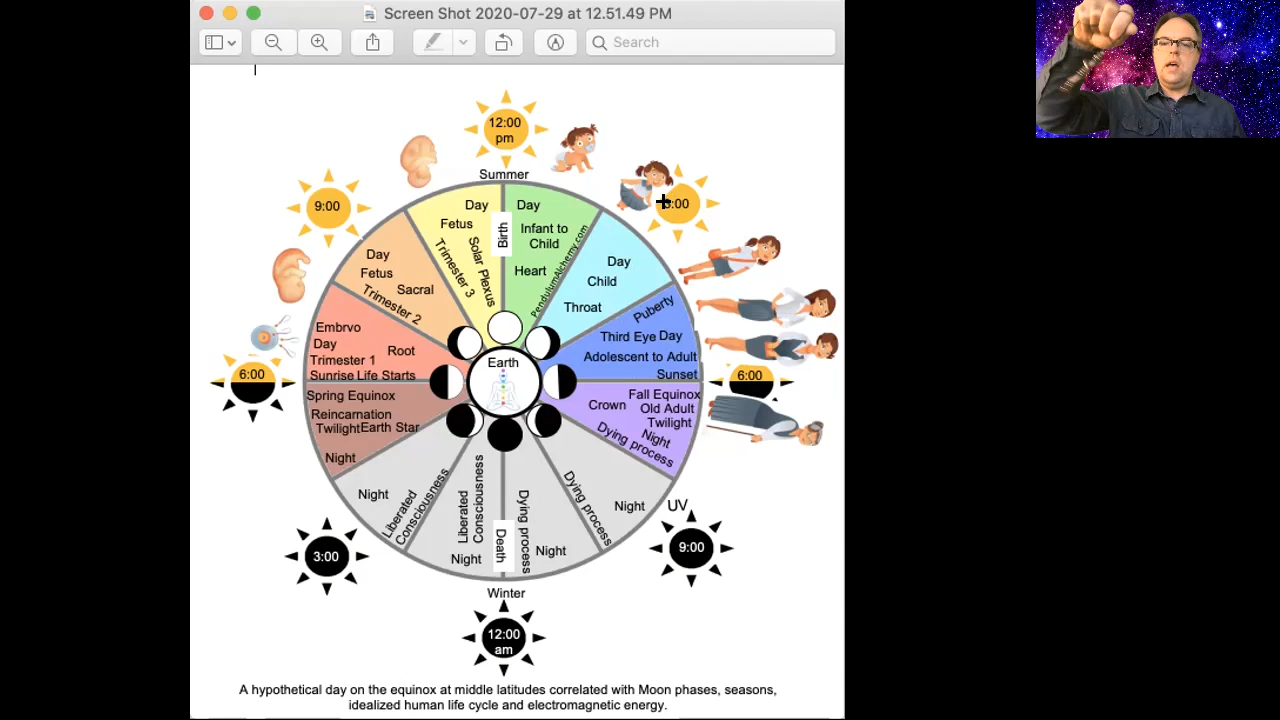 Screen Shot 2020-07-29 at 12.51.49 PM
Search
12:00
pm
Summer
9:00
3:00
Day
Fetus
Solar Plexus
Trimester 3
Birth
Day
Infant to
Child
Heart
PendulumAlchemy.com
Day
Fetus
Sacral
Trimester 2
Day
Child
Throat
Embrvo
Day
Root
Trimester 1
Sunrise Life Starts
Puberty
Third Eye Day
Adolescent to Adult
Sunset
Earth
6:00
6:00
Spring Equinox
Reincarnation
Twilight Earth Star
Night
Crown
Fall Equinox
Old Adult
Twilight
Night
Dying process
Night
Liberated
Consciousness
Liberated
Consciousness
Night
Death
Dying process
Night
Dying process
Night
UV
3:00
9:00
Winter
12:00
am
A hypothetical day on the equinox at middle latitudes correlated with Moon phases, seasons,
idealized human life cycle and electromagnetic energy.